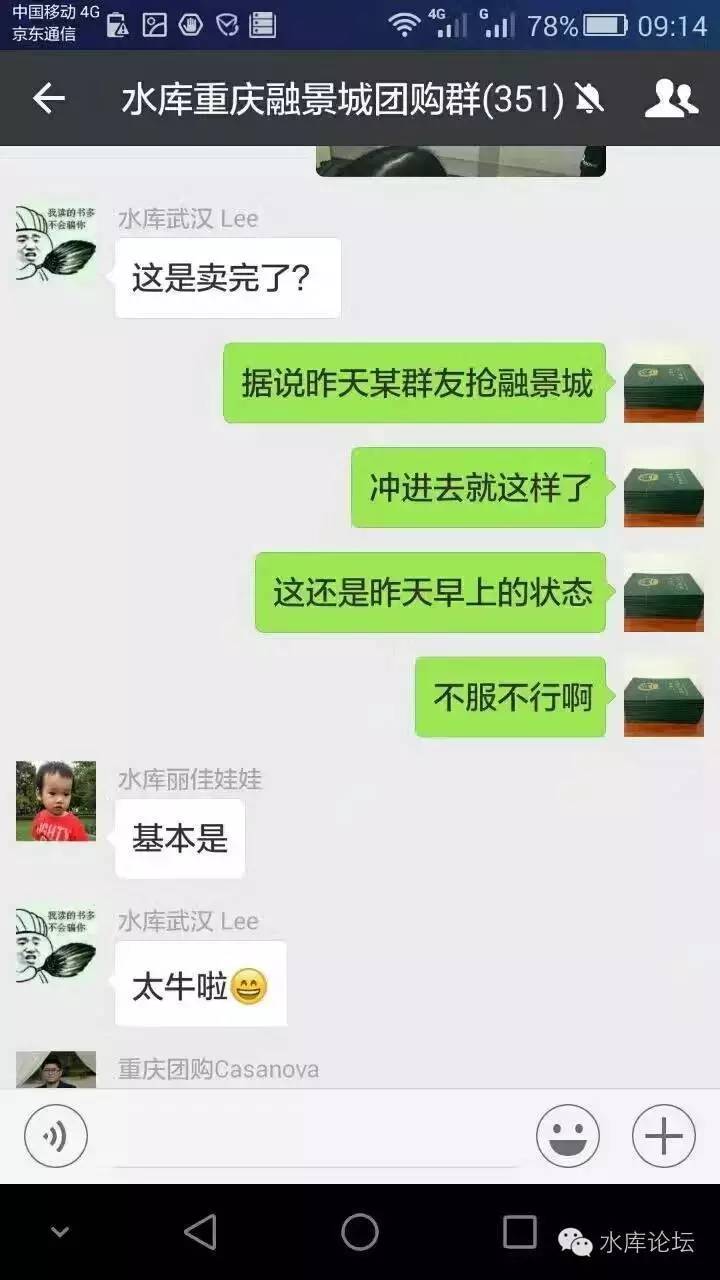 中国移动 4G
京东通信
4G
G
78%
09:14
水库重庆融景城团购群(351)
我读的书多
不会骗你
水库武汉 Lee
这是卖完了?
据说昨天某群友抢融景城
冲进去就这样了
这还是昨天早上的状态
不服不行啊
水库丽佳娃娃
基本是
GHTY
我读的书多
不会骗你
水库武汉 Lee
太牛啦😄
重庆团购Casanova
水库论坛